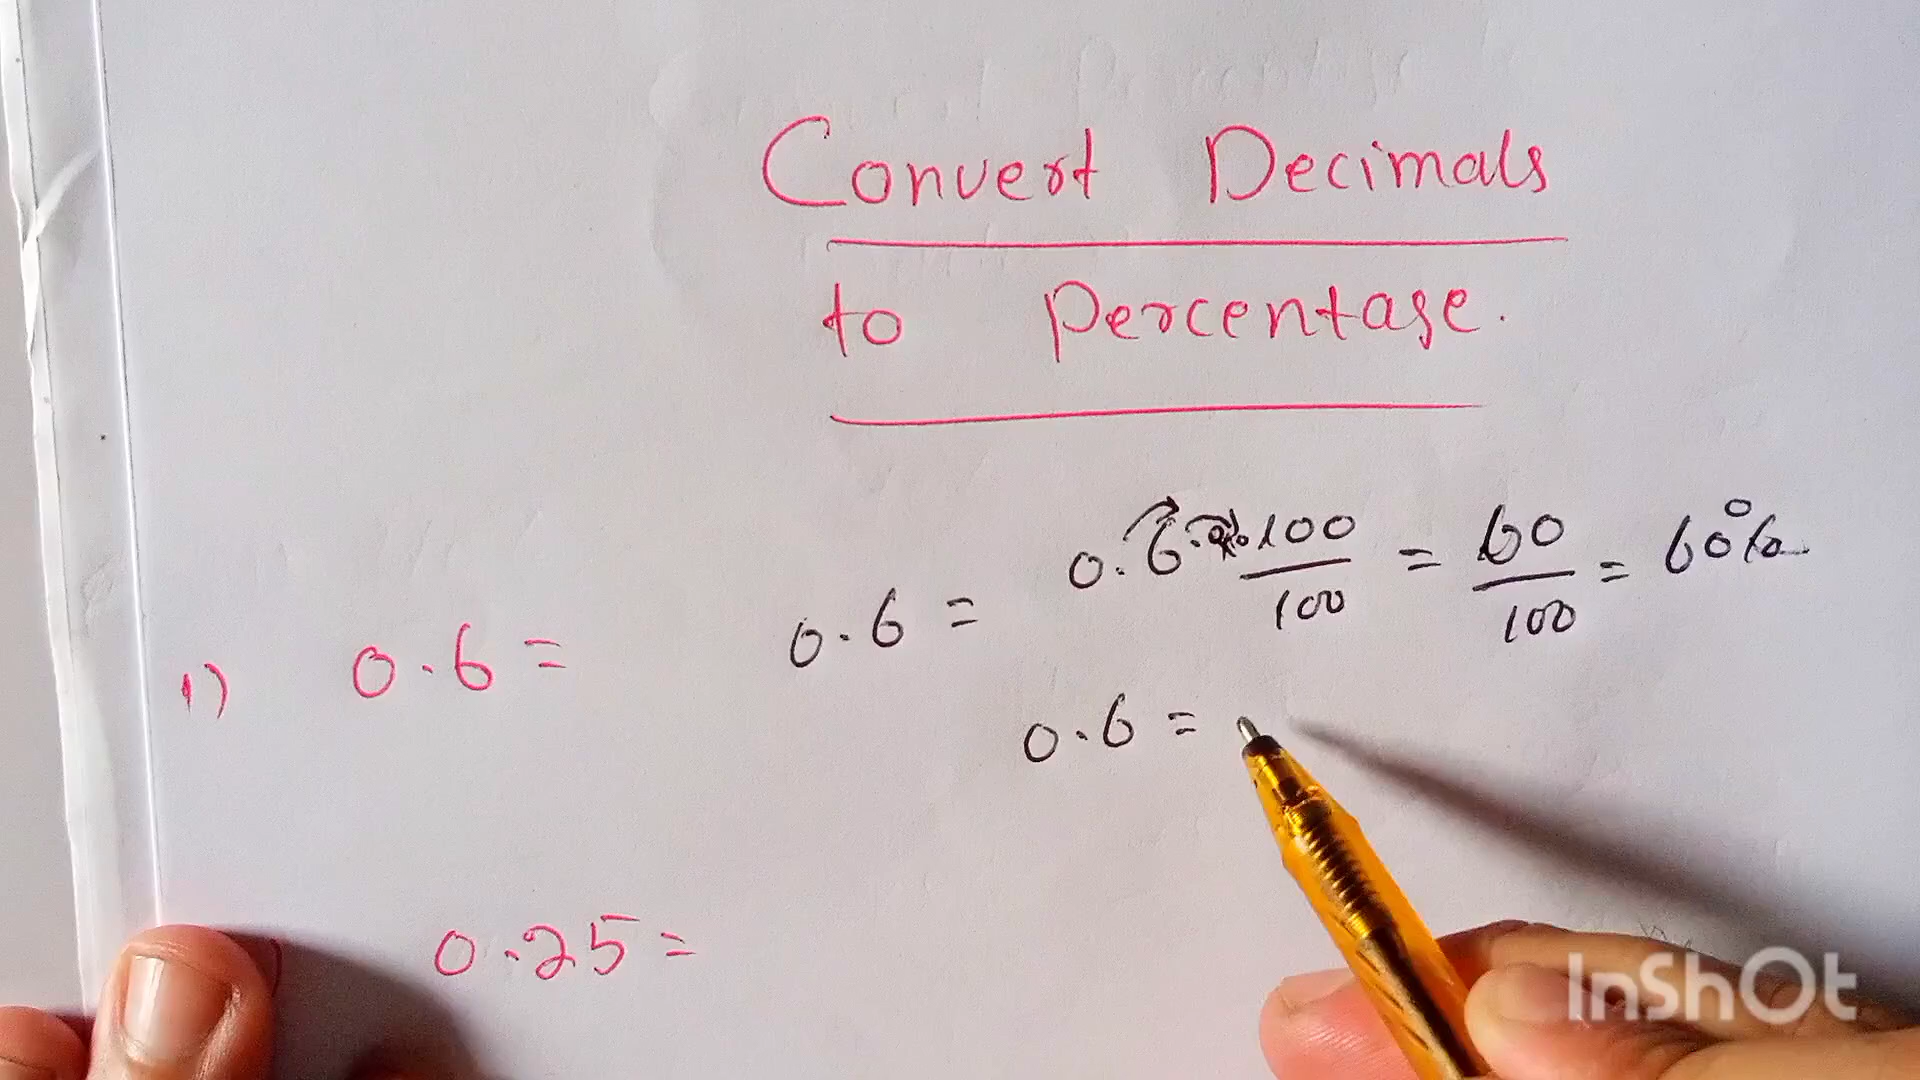 Convert Decimals
to Percentage.
0.6 × 100/100 = 60/100 = 60%
1) 0.6 = 0.6 =
0.6 =
0.25 =
InShOt